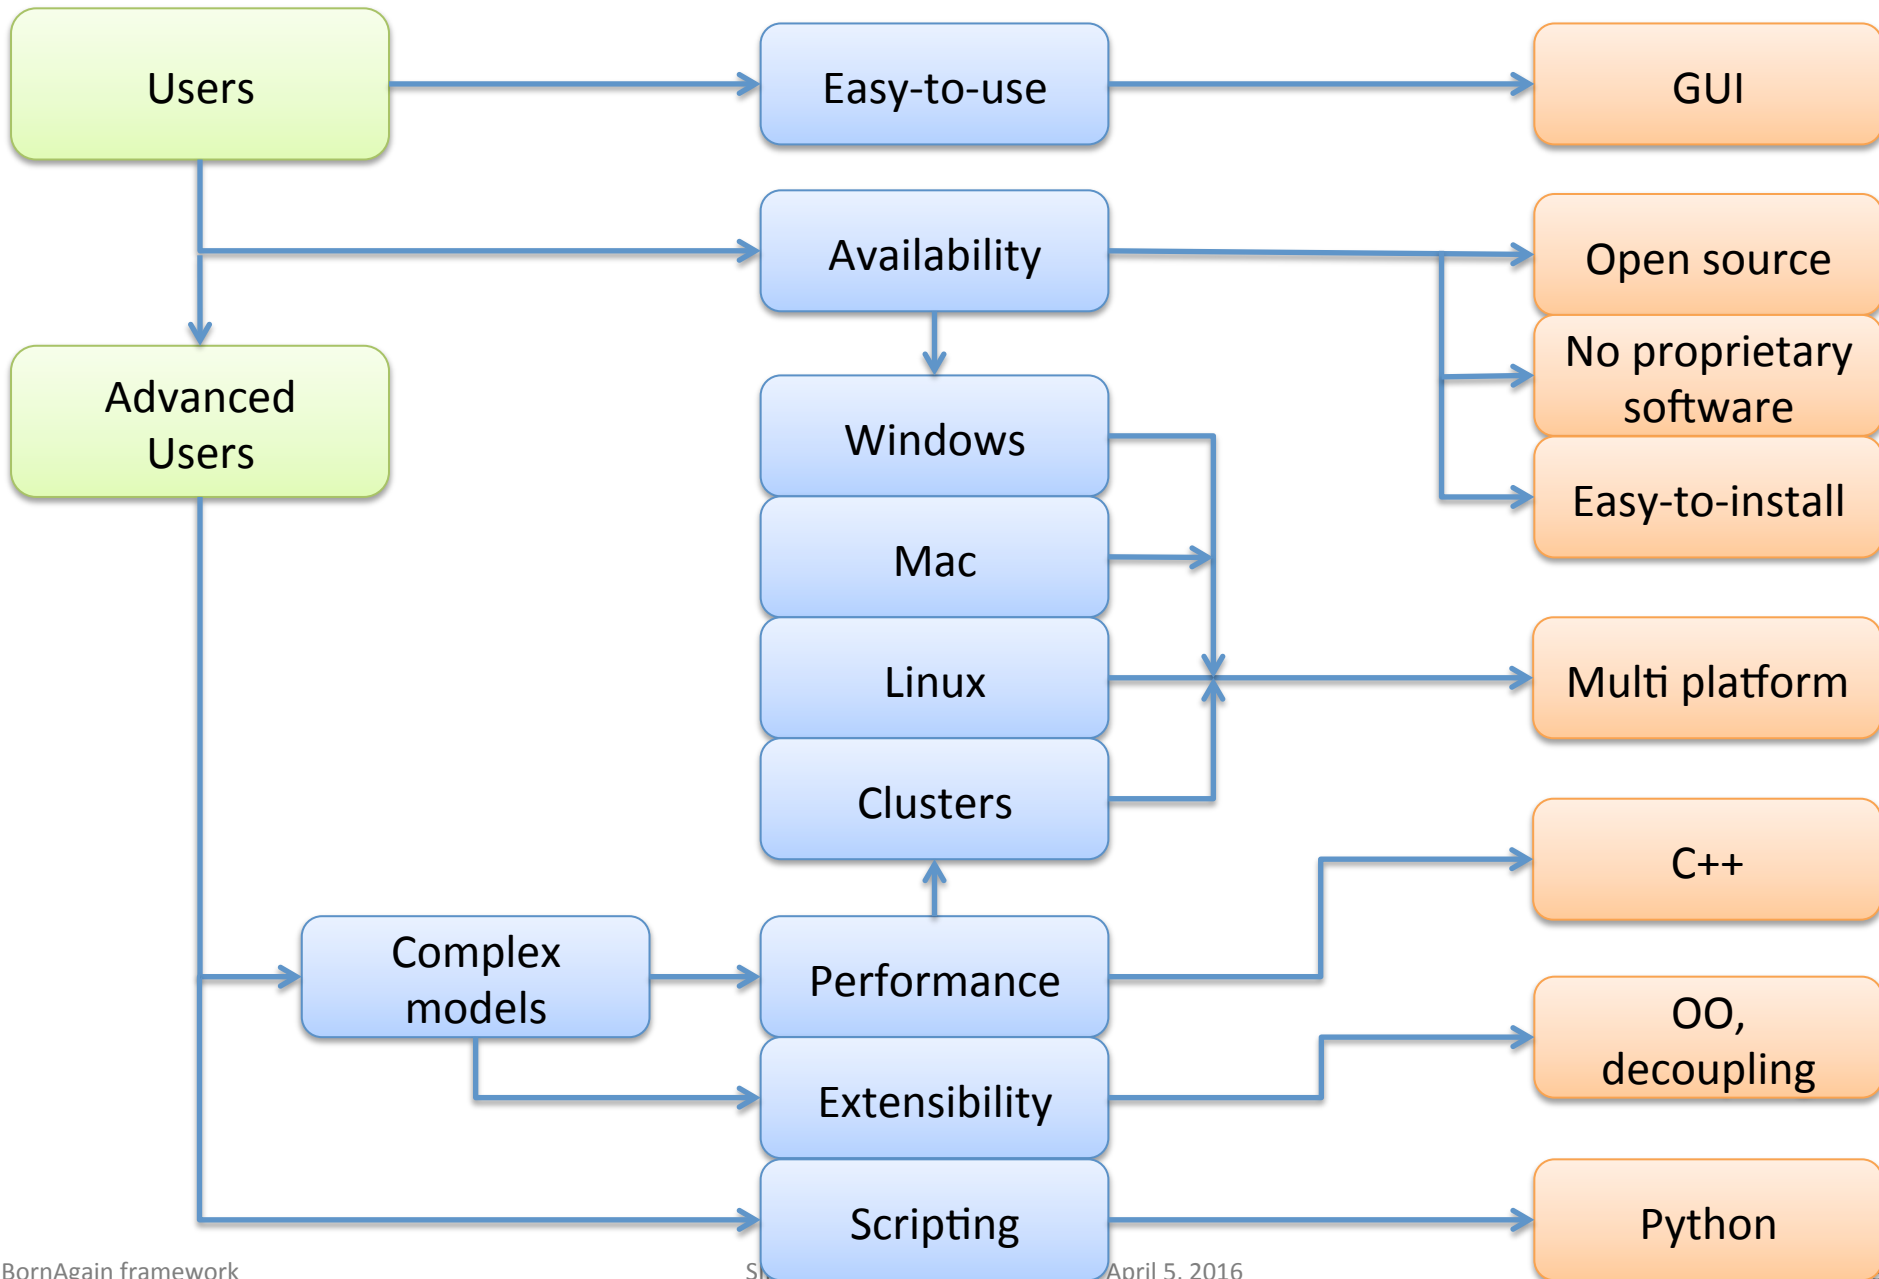 Users
Easy-to-use
GUI
Availability
Open source
No proprietary
software
Advanced
Users
Windows
Easy-to-install
Mac
Linux
Multi platform
Clusters
C++
Complex
models
Performance
OO,
decoupling
Extensibility
Scripting
Python
BornAgain framework
April 5, 2016